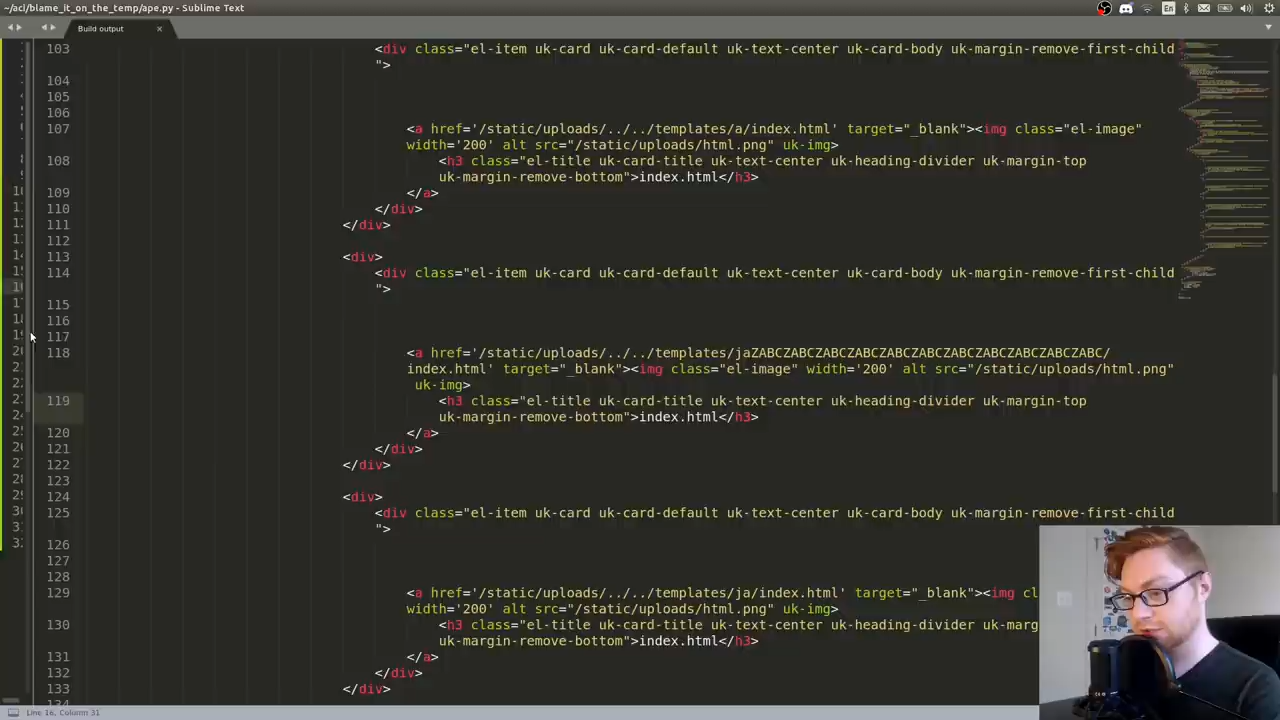 ~/aci/blame_it_on_the_temp/ape.py - Sublime Text
En
Build output
103 <div class="el-item uk-card uk-card-default uk-text-center uk-card-body uk-margin-remove-first-child
">
104
105
106
107 <a href='/static/uploads/../../templates/a/index.html' target="_blank"><img class="el-image"
width='200' alt src="/static/uploads/html.png" uk-img>
108 <h3 class="el-title uk-card-title uk-text-center uk-heading-divider uk-margin-top
uk-margin-remove-bottom">index.html</h3>
109 </a>
110 </div>
111 </div>
112
113 <div>
114 <div class="el-item uk-card uk-card-default uk-text-center uk-card-body uk-margin-remove-first-child
">
115
116
117
118 <a href='/static/uploads/../../templates/jaZABCZABCZABCZABCZABCZABCZABCZABCZABCZABCZABC/
index.html' target="_blank"><img class="el-image" width='200' alt src="/static/uploads/html.png"
uk-img>
119 <h3 class="el-title uk-card-title uk-text-center uk-heading-divider uk-margin-top
uk-margin-remove-bottom">index.html</h3>
120 </a>
121 </div>
122 </div>
123
124 <div>
125 <div class="el-item uk-card uk-card-default uk-text-center uk-card-body uk-margin-remove-first-child
">
126
127
128
129 <a href='/static/uploads/../../templates/ja/index.html' target="_blank"><img cl
width='200' alt src="/static/uploads/html.png" uk-img>
130 <h3 class="el-title uk-card-title uk-text-center uk-heading-divider uk-mar
uk-margin-remove-bottom">index.html</h3>
131 </a>
132 </div>
133 </div>
Line 16, Column 31